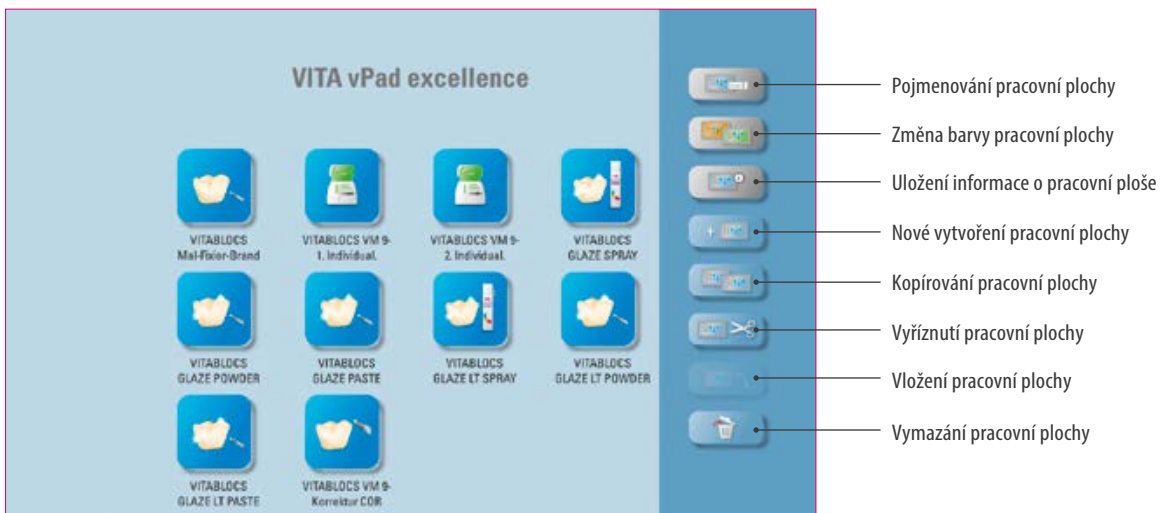 VITA vPad excellence
VITABLOCS
Mal-Fixier-Brand
VITABLOCS VM 9-
1. Individual.
VITABLOCS VM 9-
2. Individual.
VITABLOCS
GLAZE SPRAY
VITABLOCS
GLAZE POWDER
VITABLOCS
GLAZE PASTE
VITABLOCS
GLAZE LT SPRAY
VITABLOCS
GLAZE LT POWDER
VITABLOCS
GLAZE LT PASTE
VITABLOCS VM 9-
Korrektur COR
Pojmenování pracovní plochy
Změna barvy pracovní plochy
Uložení informace o pracovní ploše
Nové vytvoření pracovní plochy
Kopírování pracovní plochy
Vyříznutí pracovní plochy
Vložení pracovní plochy
Vymazání pracovní plochy